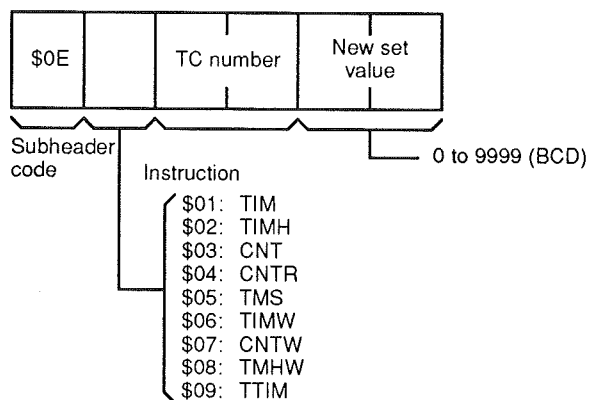 $0E
TC number
New set
value
Subheader
code
0 to 9999 (BCD)
Instruction
$01: TIM
$02: TIMH
$03: CNT
$04: CNTR
$05: TMS
$06: TIMW
$07: CNTW
$08: TMHW
$09: TTIM